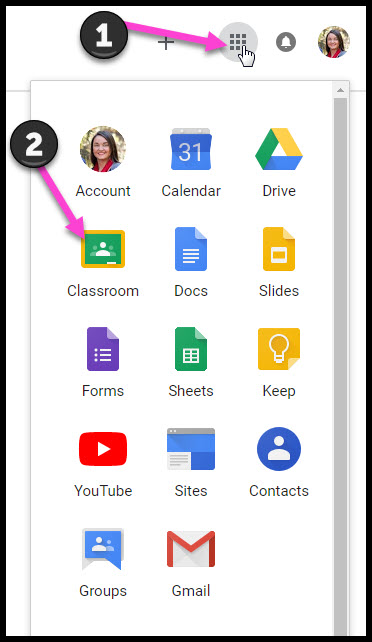 1
2
31
Account Calendar Drive
Classroom Docs Slides
Forms Sheets Keep
YouTube Sites Contacts
Groups Gmail